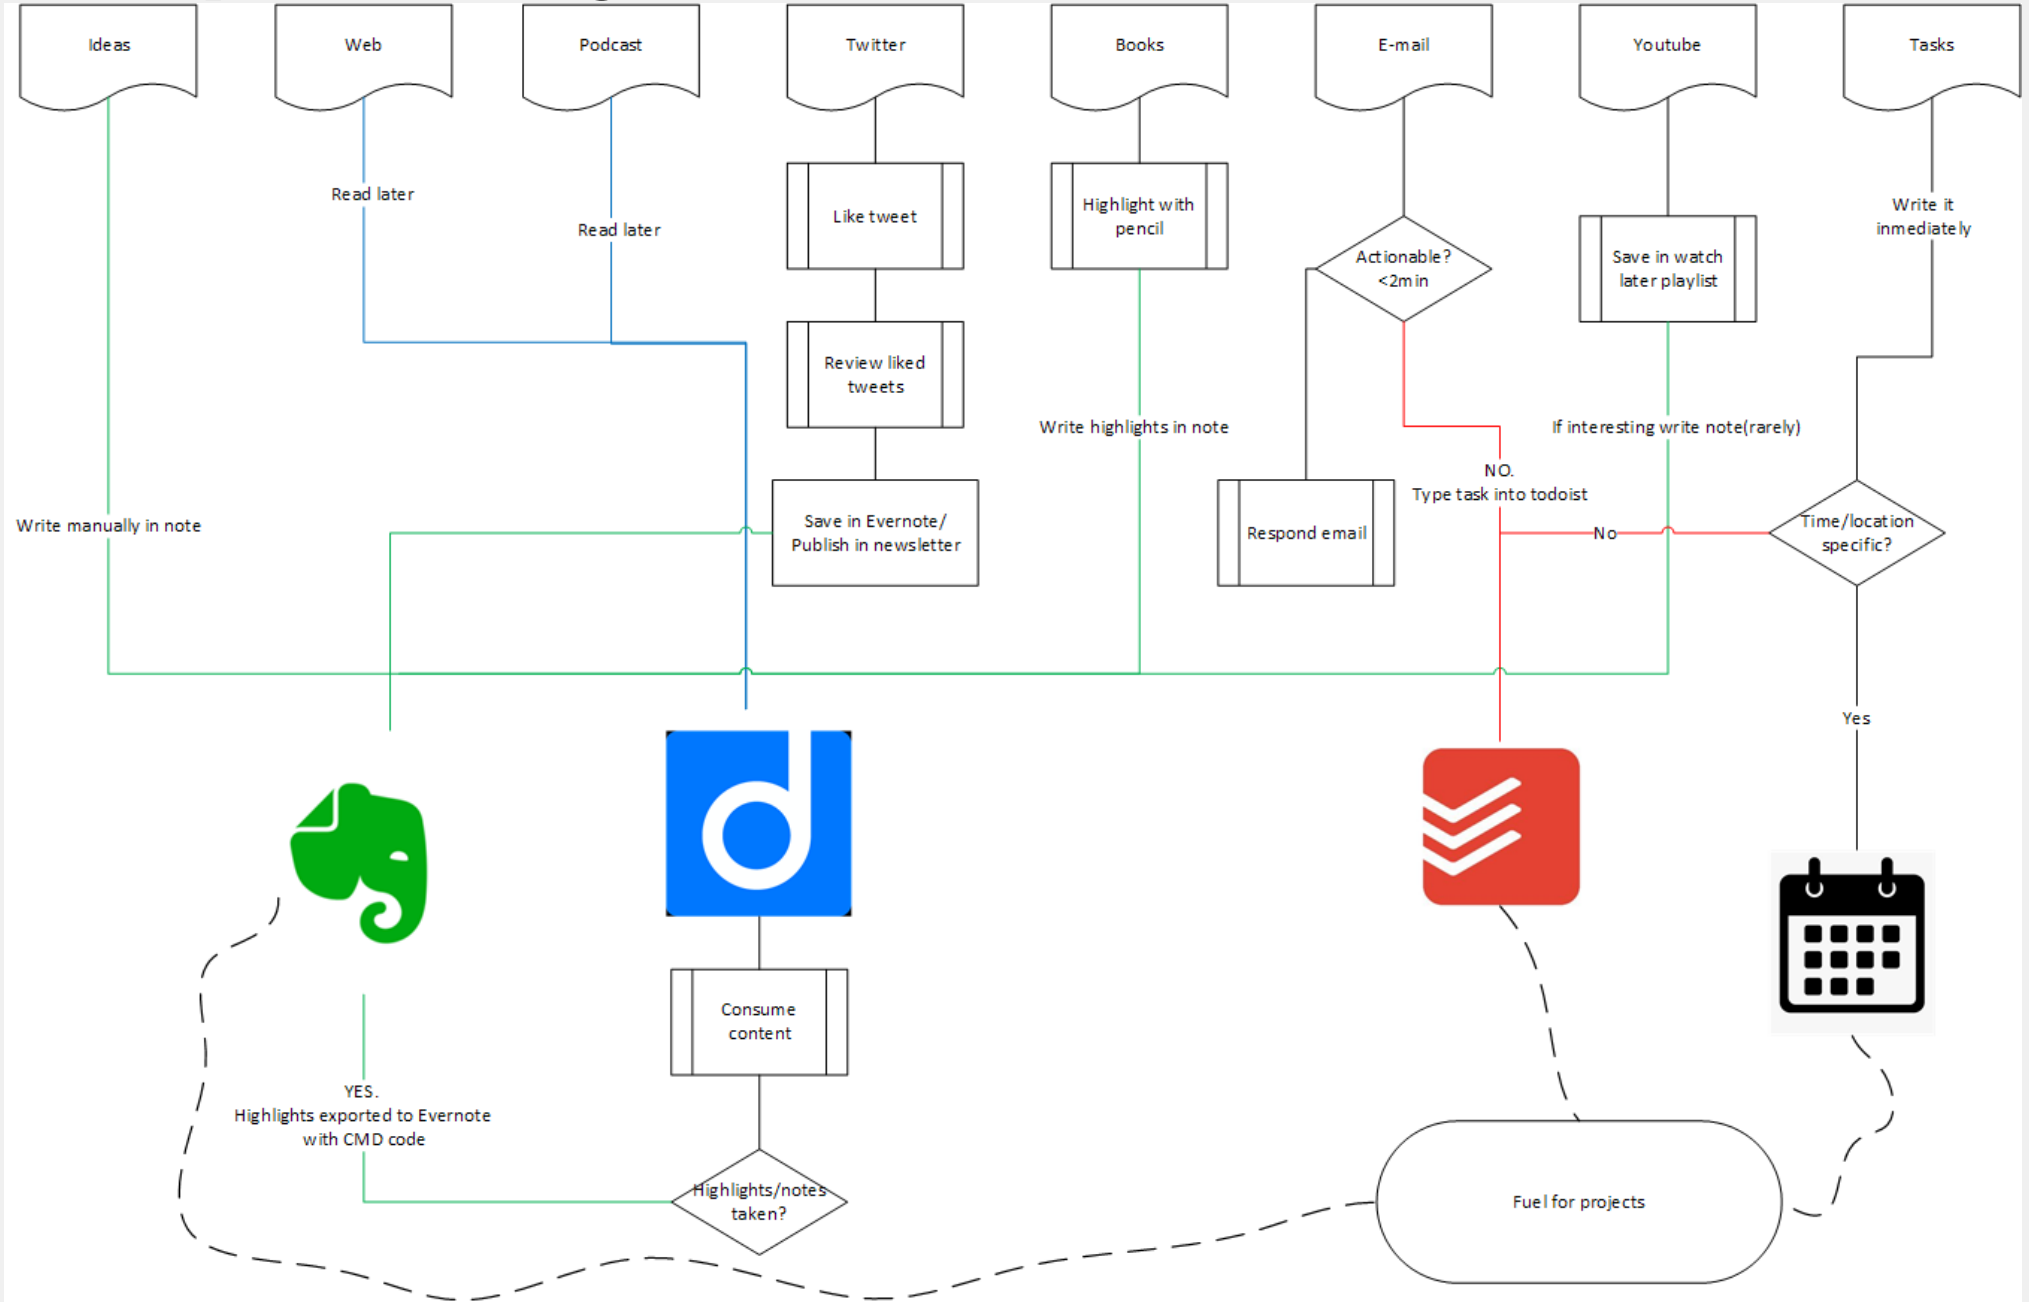 Ideas
Web
Podcast
Twitter
Books
E-mail
Youtube
Tasks
Read later
Read later
Like tweet
Highlight with
pencil
Actionable?
<2min
Save in watch
later playlist
Write it
inmediately
Review liked
tweets
Write highlights in note
If interesting write note(rarely)
NO.
Type task into todoist
Write manually in note
Save in Evernote/
Publish in newsletter
Respond email
No
Time/location
specific?
Yes
Consume
content
YES.
Highlights exported to Evernote
with CMD code
Highlights/notes
taken?
Fuel for projects